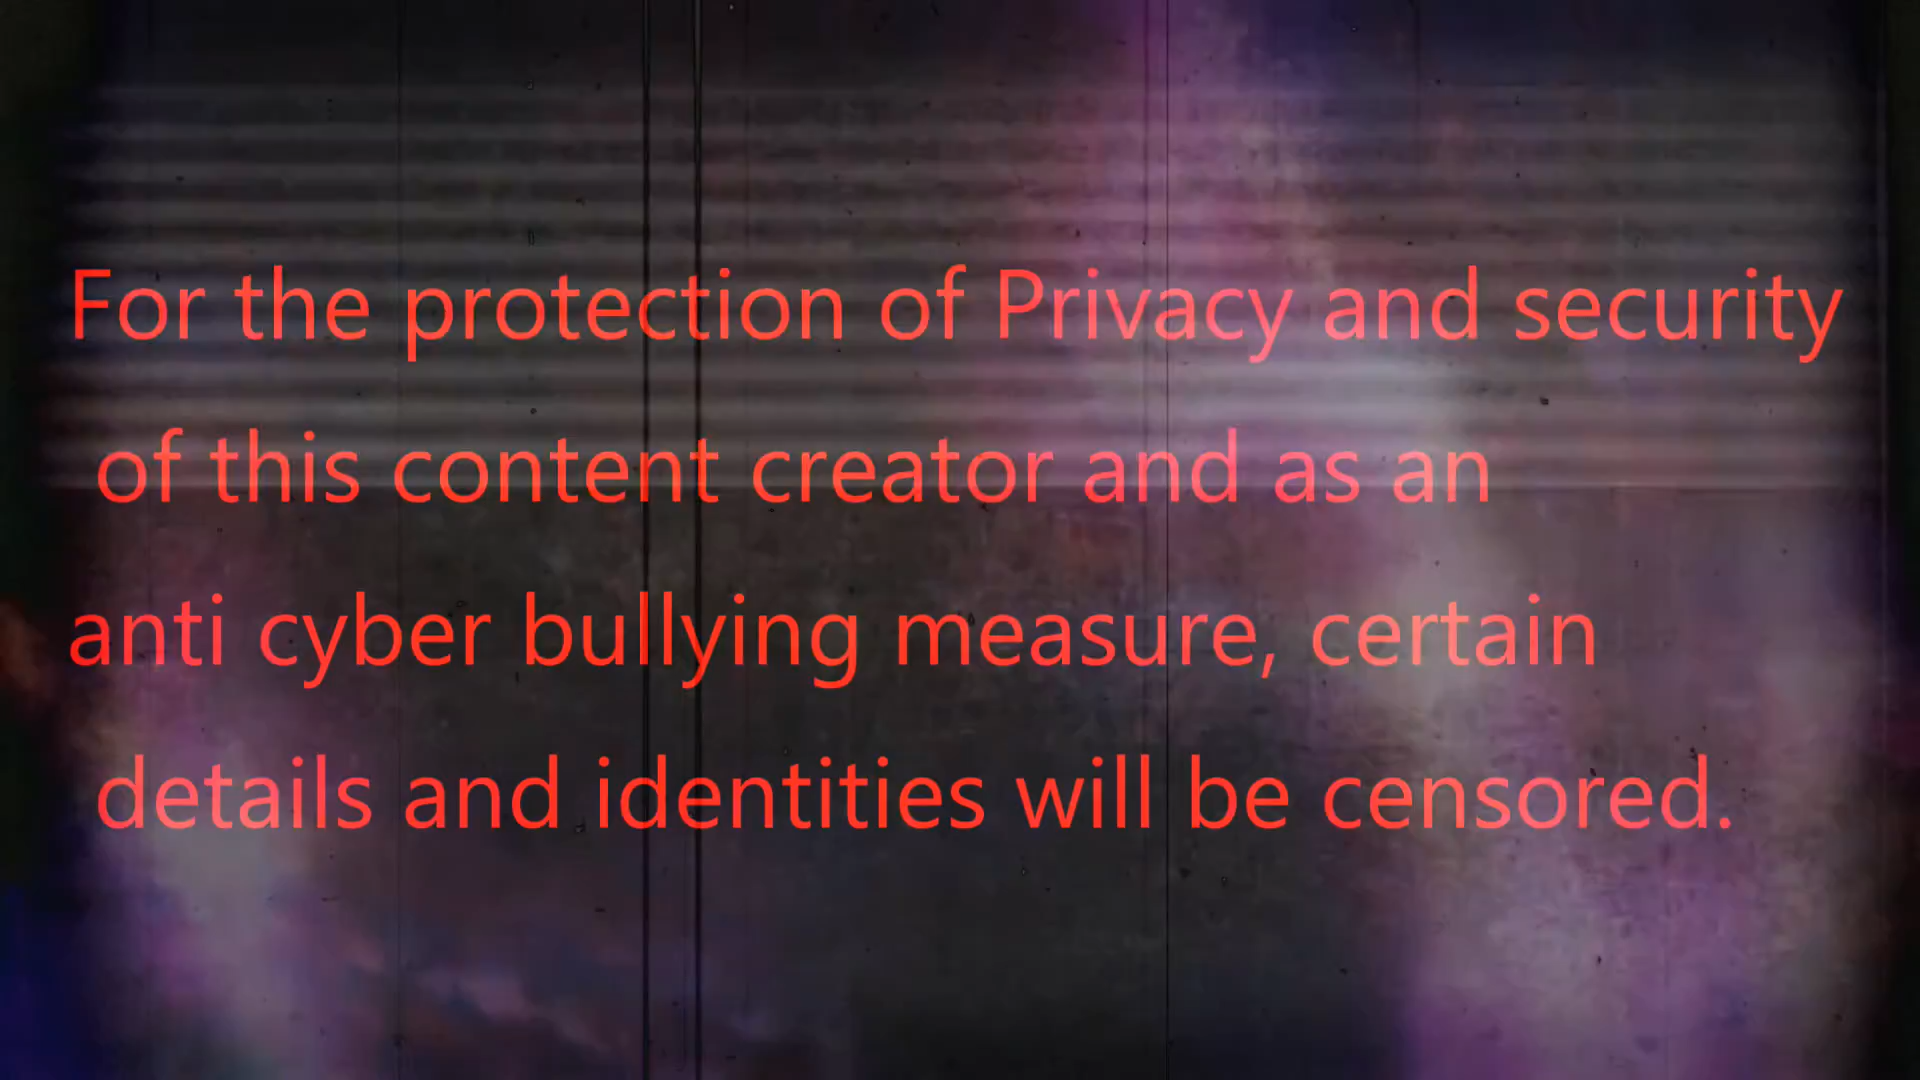 For the protection of Privacy and security
of this content creator and as an
anti cyber bullying measure, certain
details and identities will be censored.